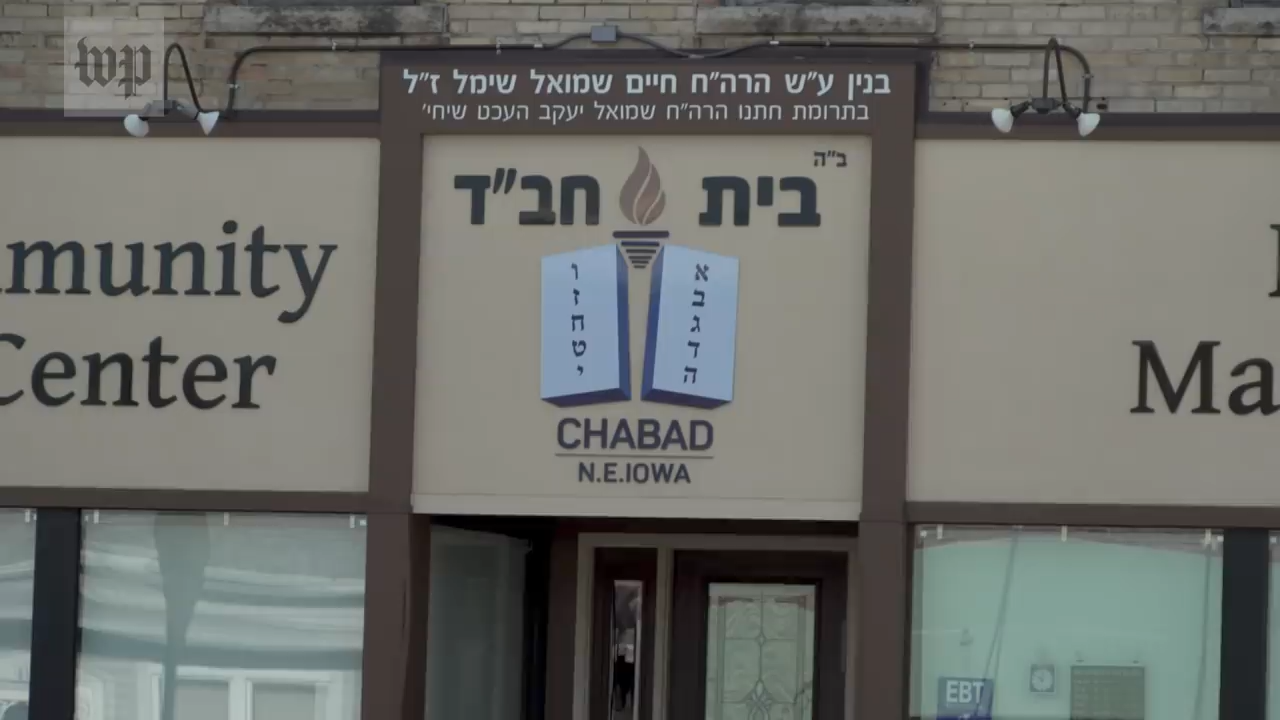 wp
בנין ע"ש הרה"ח חיים שמואל שימל ז"ל
בתרומת חתנו הרה"ח שמואל יעקב העכט שיחי'
ב"ה
בית חב"ד
א
ב
ג
ד
ה
ו
ז
ח
ט
י
CHABAD
N.E.IOWA
mmunity
Center
Ma
EBT